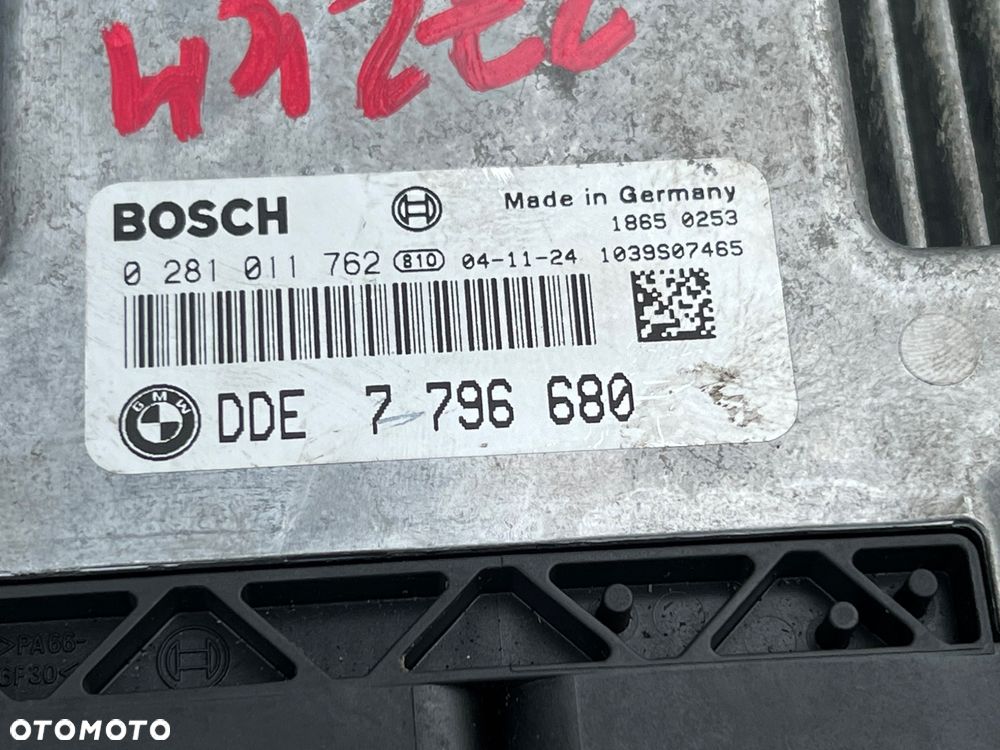 BOSCH
Made in Germany
1865 0253
0 281 011 762 810 04-11-24 1039S07465
BMW
DDE 7 796 680
>PA66-
GF30<
OTOMOTO